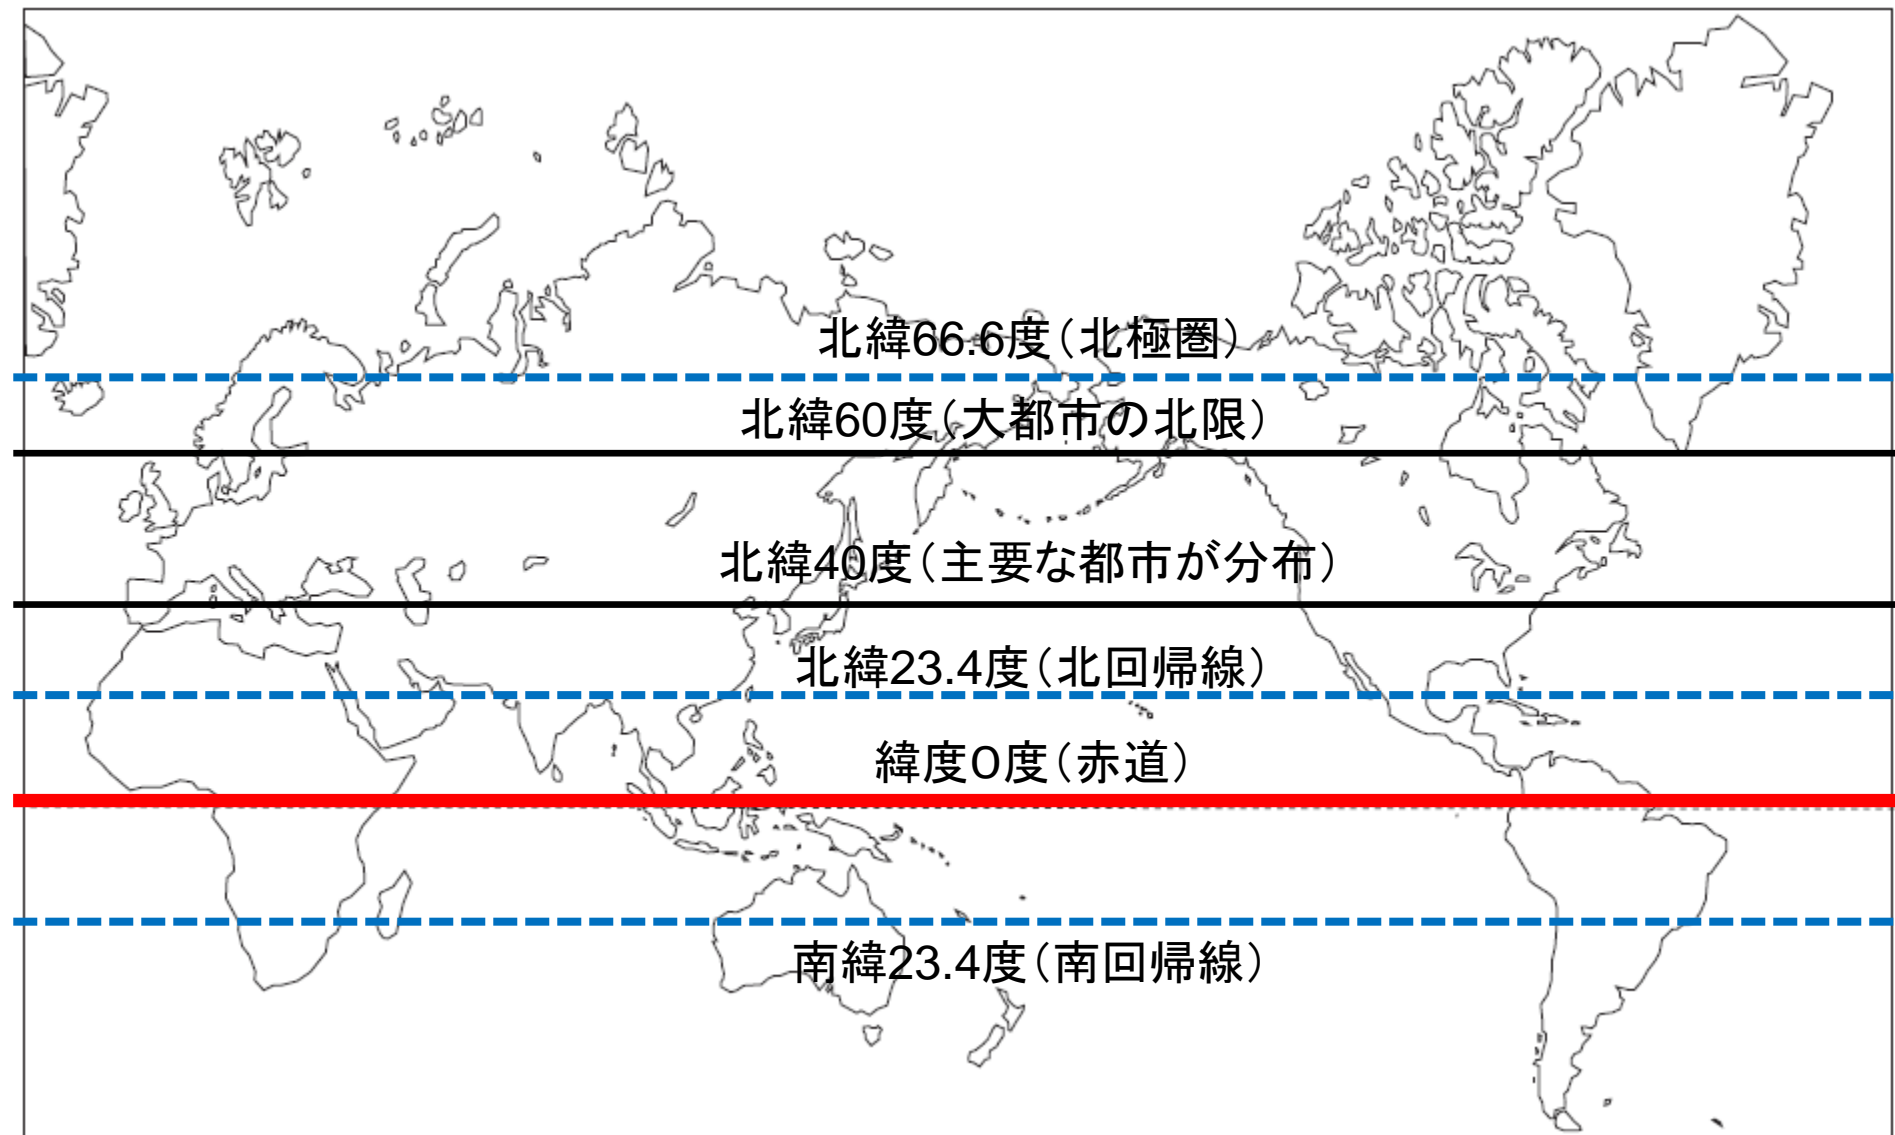 北緯66.6度（北極圏）
北緯60度（大都市の北限）
北緯40度（主要な都市が分布）
北緯23.4度（北回帰線）
緯度0度（赤道）
南緯23.4度（南回帰線）